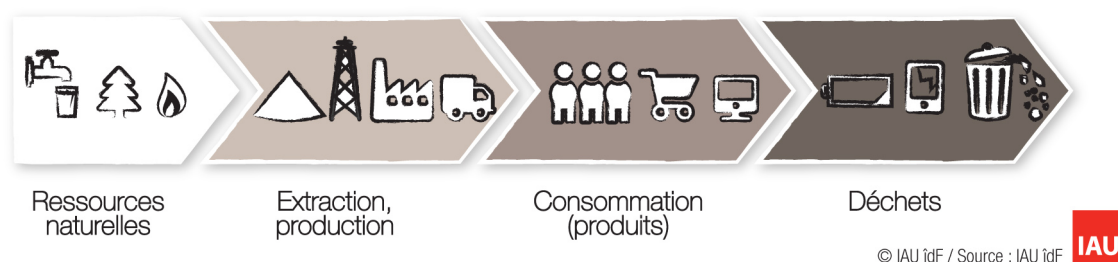 Ressources
naturelles
Extraction,
production
Consommation
(produits)
Déchets
© IAU îdF / Source : IAU îdF
IAU